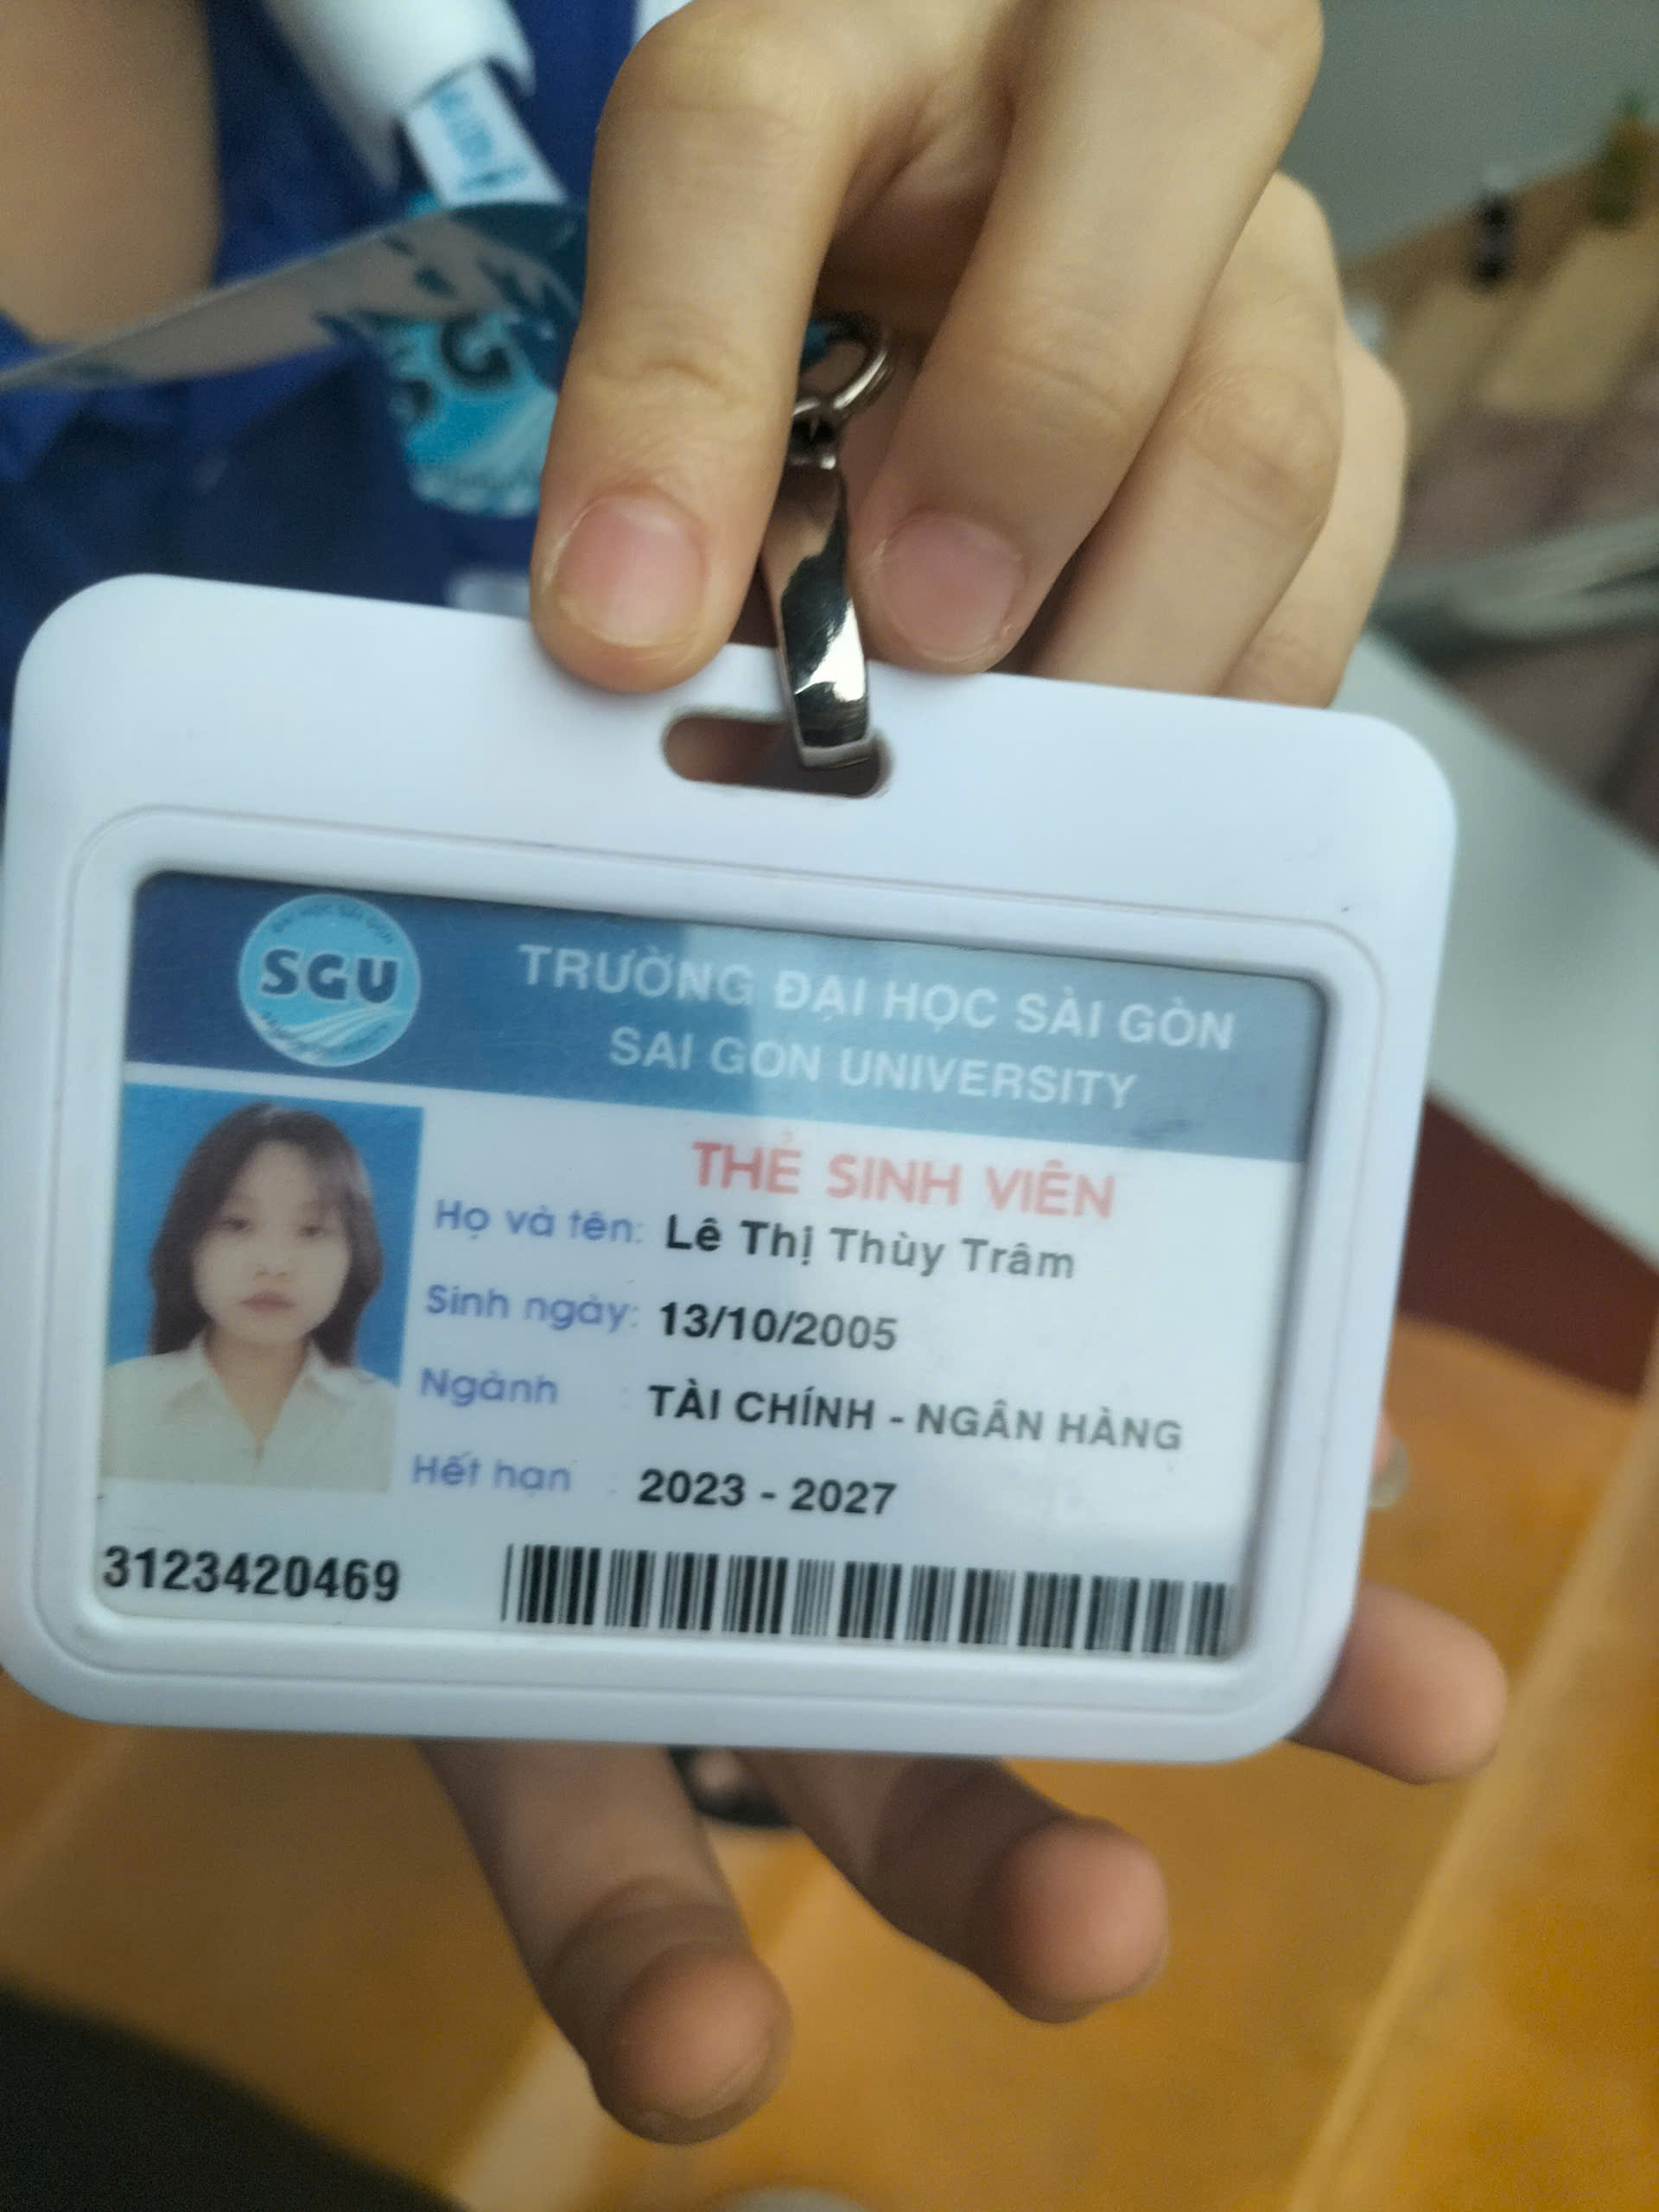 SGU
TRƯỜNG ĐẠI HỌC SÀI GÒN
SAI GON UNIVERSITY
THẺ SINH VIÊN
Họ và tên: Lê Thị Thùy Trâm
Sinh ngày: 13/10/2005
Ngành : TÀI CHÍNH - NGÂN HÀNG
Hết hạn : 2023 - 2027
3123420469